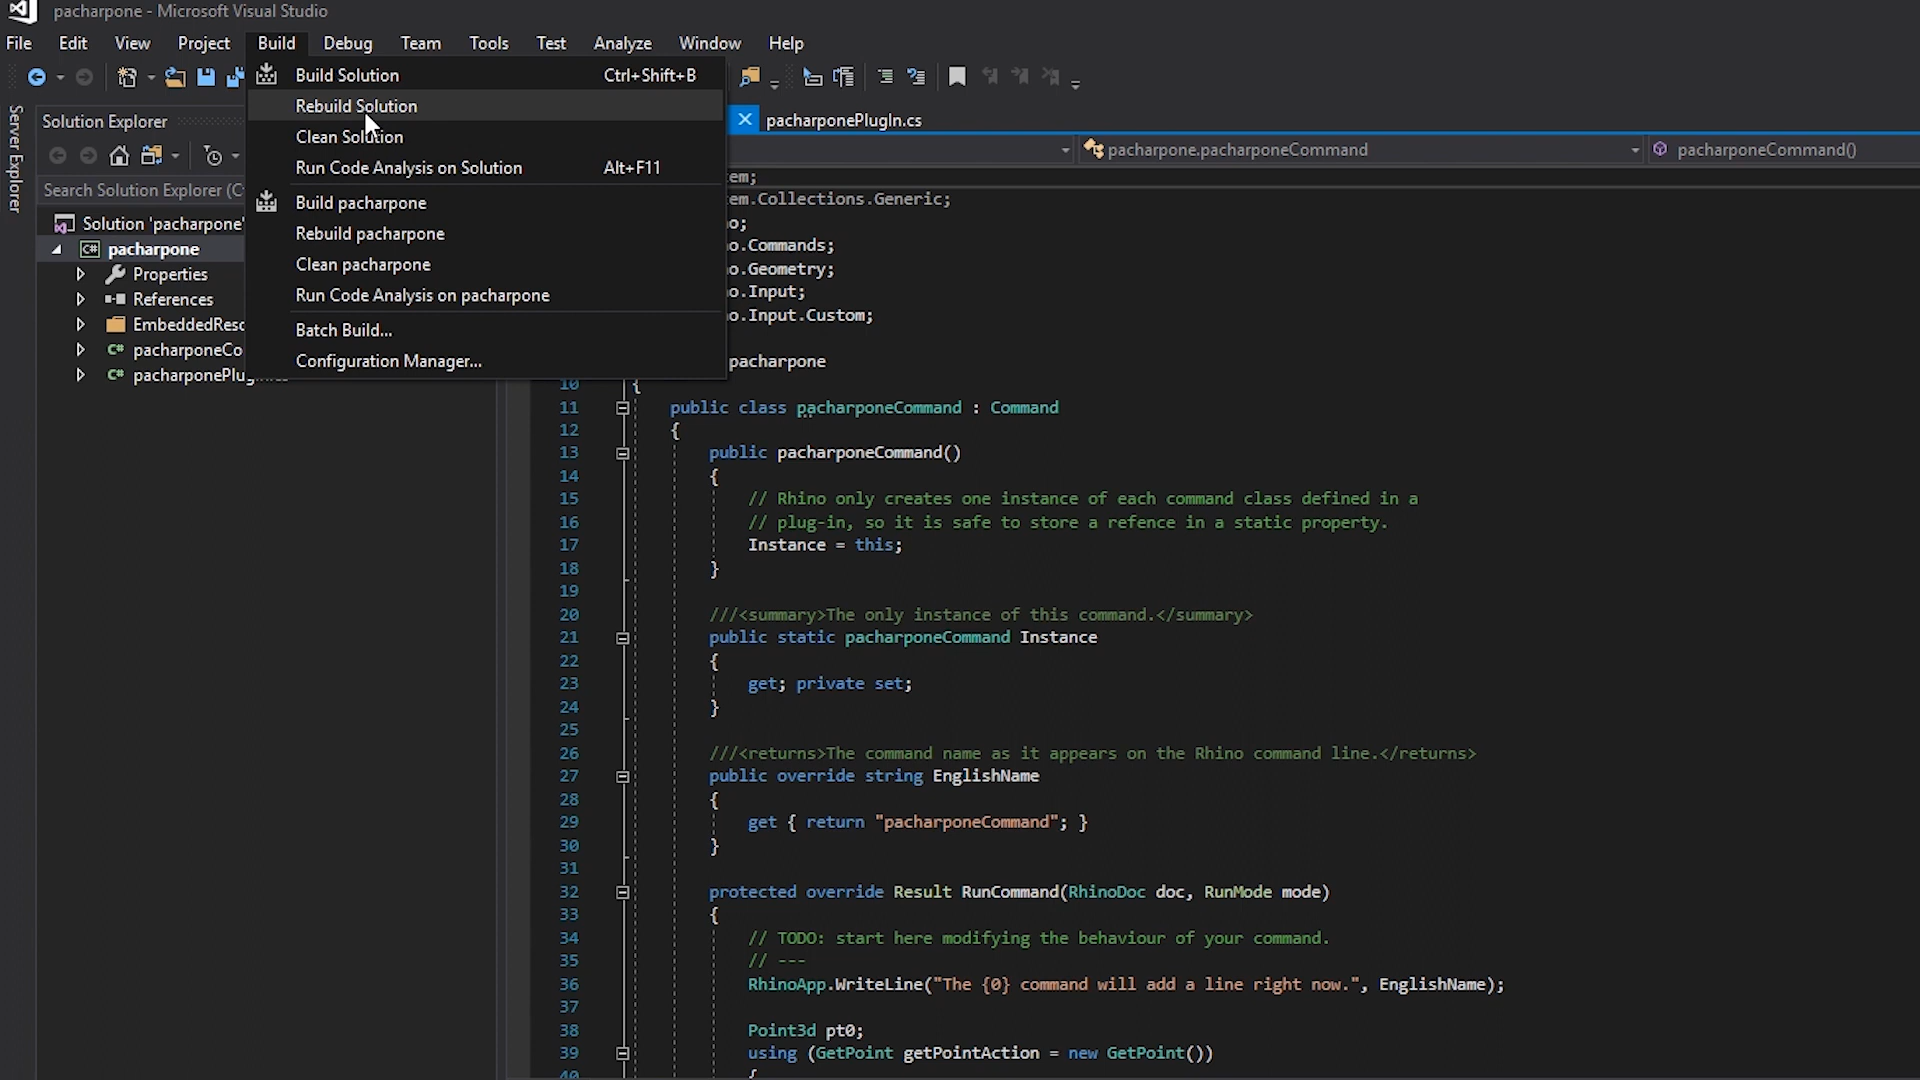 pacharpone - Microsoft Visual Studio
File Edit View Project Build Debug Team Tools Test Analyze Window Help
Build Solution Ctrl+Shift+B
Rebuild Solution
Clean Solution
Run Code Analysis on Solution Alt+F11
Build pacharpone
Rebuild pacharpone
Clean pacharpone
Run Code Analysis on pacharpone
Batch Build...
Configuration Manager...
Server Explorer
Solution Explorer
Search Solution Explorer (C
Solution 'pacharpone'
C# pacharpone
Properties
References
EmbeddedReso
C# pacharponeCo
C# pacharponePlug
pacharponePlugIn.cs
pacharpone.pacharponeCommand
pacharponeCommand()
em;
em.Collections.Generic;
o;
o.Commands;
o.Geometry;
o.Input;
o.Input.Custom;
pacharpone
10 {
11 public class pacharponeCommand : Command
12 {
13 public pacharponeCommand()
14 {
15 // Rhino only creates one instance of each command class defined in a
16 // plug-in, so it is safe to store a refence in a static property.
17 Instance = this;
18 }
19
20 ///<summary>The only instance of this command.</summary>
21 public static pacharponeCommand Instance
22 {
23 get; private set;
24 }
25
26 ///<returns>The command name as it appears on the Rhino command line.</returns>
27 public override string EnglishName
28 {
29 get { return "pacharponeCommand"; }
30 }
31
32 protected override Result RunCommand(RhinoDoc doc, RunMode mode)
33 {
34 // TODO: start here modifying the behaviour of your command.
35 // ---
36 RhinoApp.WriteLine("The {0} command will add a line right now.", EnglishName);
37
38 Point3d pt0;
39 using (GetPoint getPointAction = new GetPoint())
40 {